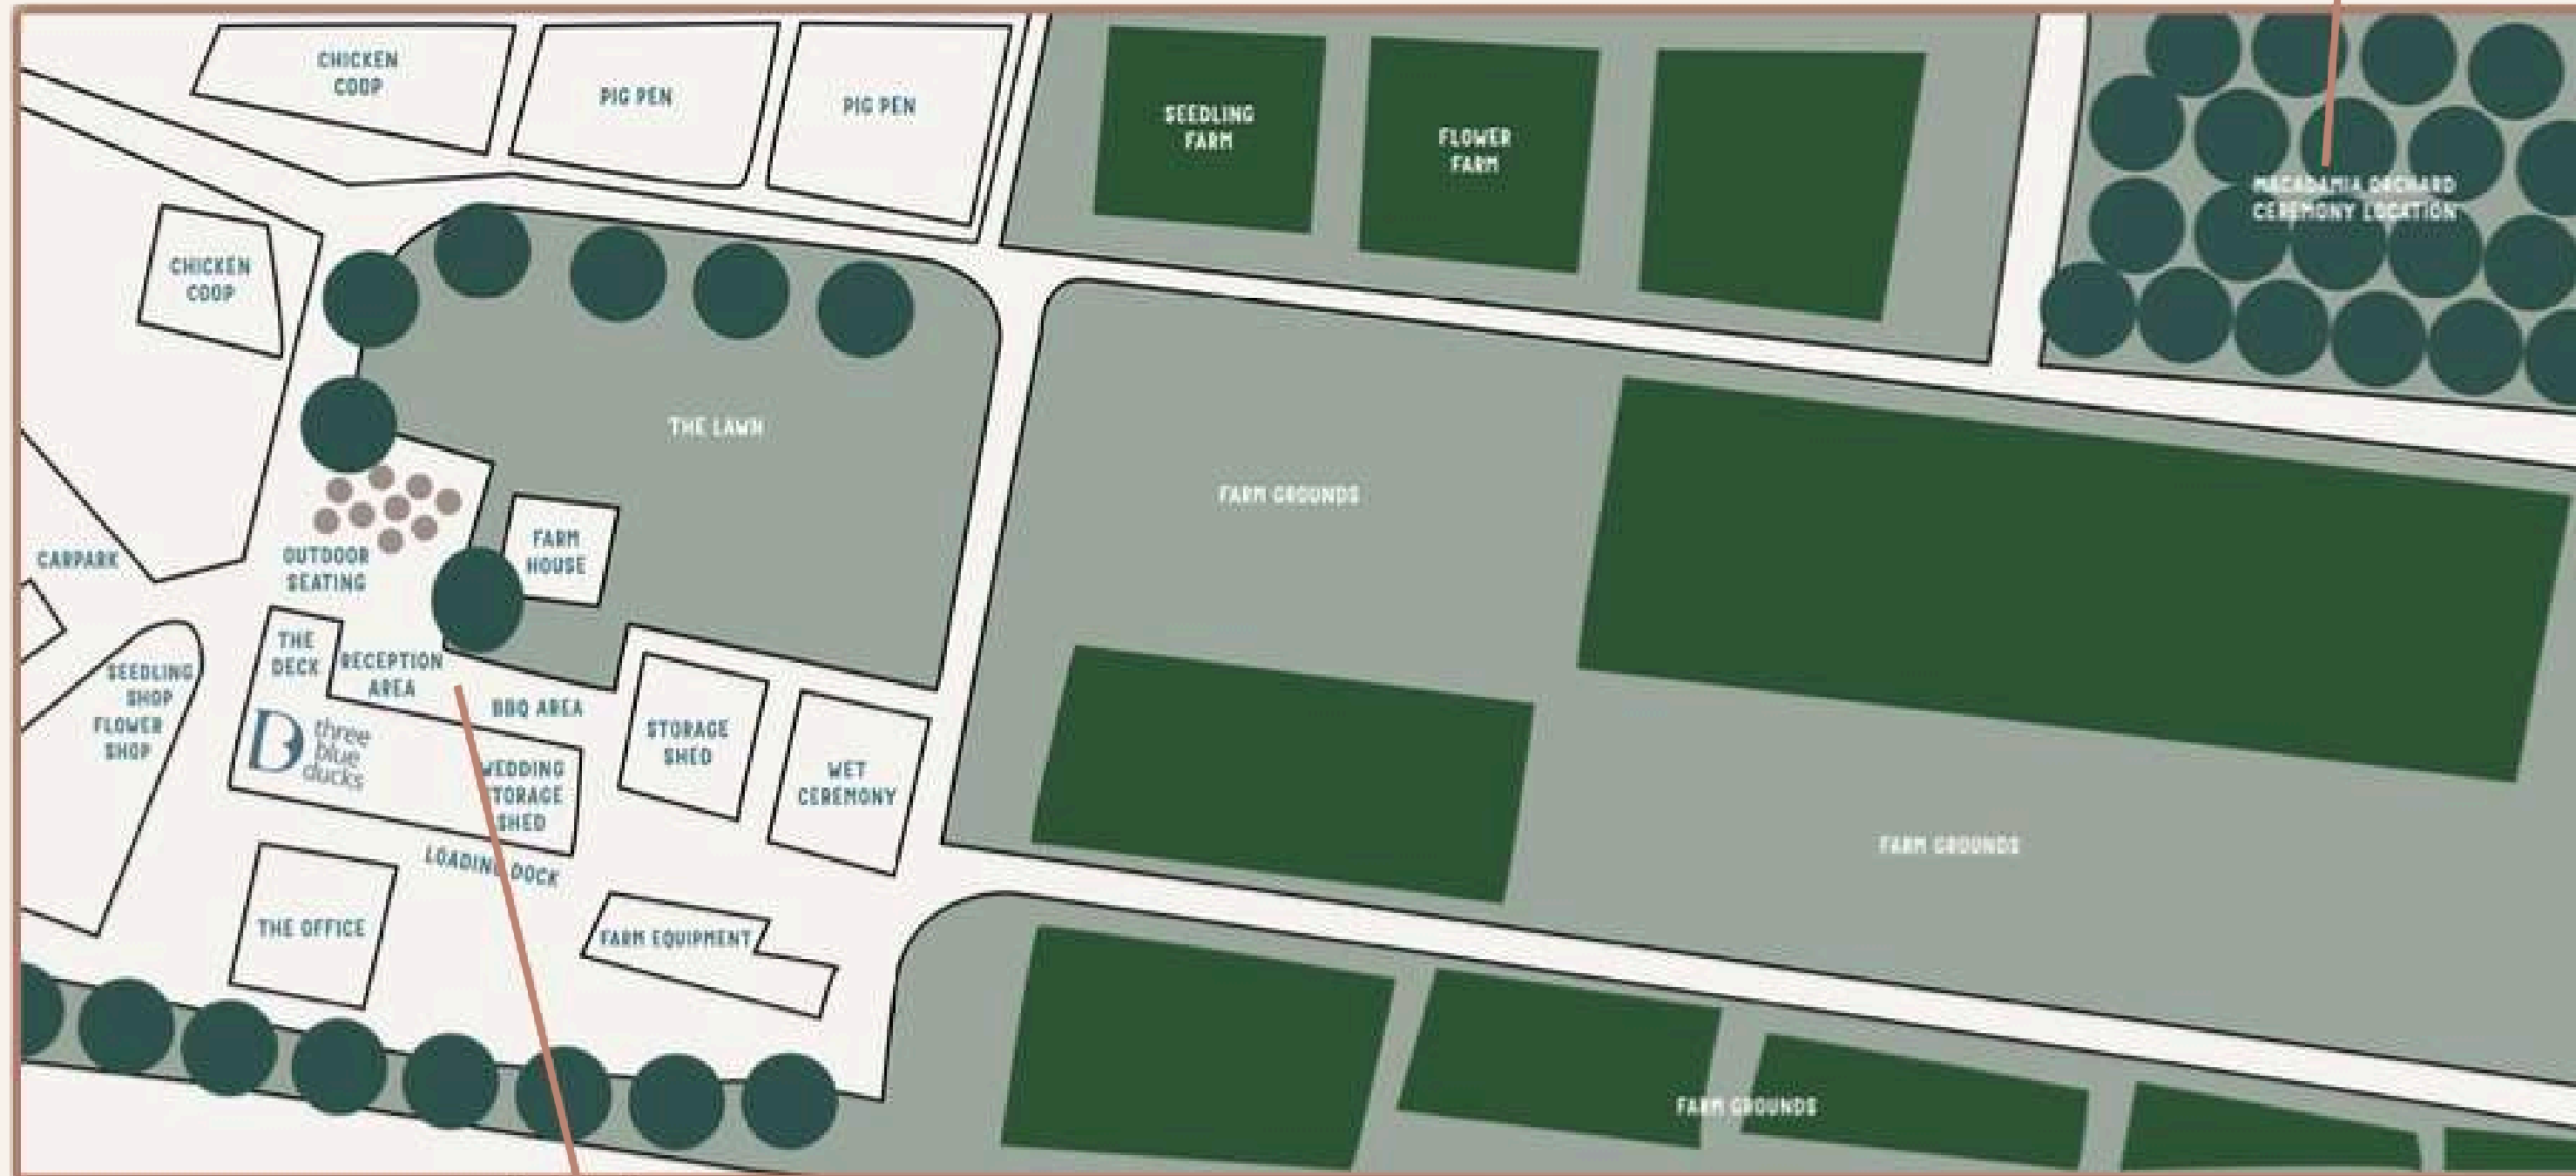 CHICKEN
COOP
PIG PEN
PIG PEN
SEEDLING
FARM
FLOWER
FARM
MACADAMIA ORCHARD
CEREMONY LOCATION
CHICKEN
COOP
THE LAWN
FARM GROUNDS
CARPARK
OUTDOOR
SEATING
FARM
HOUSE
THE
DECK
RECEPTION
AREA
BBQ AREA
SEEDLING
SHOP
FLOWER
SHOP
three
blue
ducks
STORAGE
SHED
WEDDING
STORAGE
SHED
WET
CEREMONY
LOADING DOCK
FARM GROUNDS
THE OFFICE
FARM EQUIPMENT
FARM GROUNDS